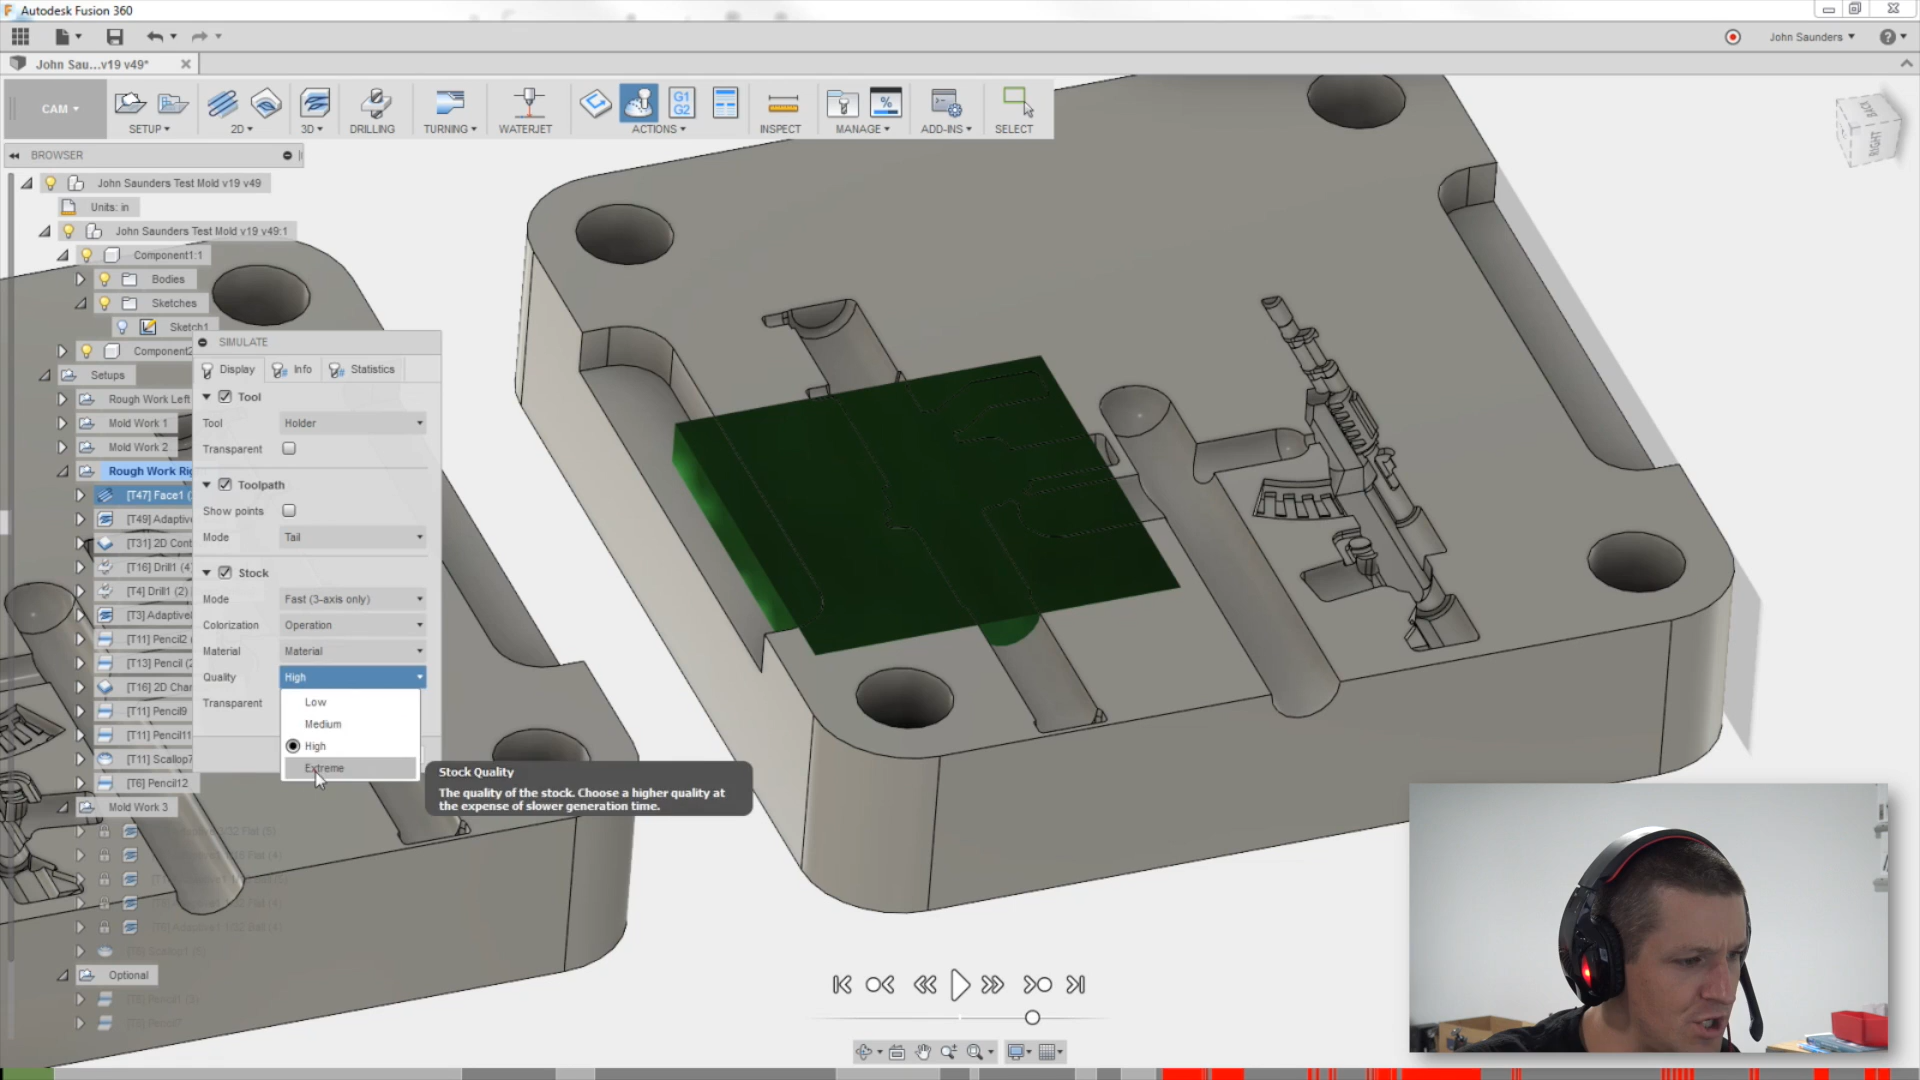 Autodesk Fusion 360
John Saunders
John Sau...v19 v49*
CAM
SETUP
2D
3D
DRILLING
TURNING
WATERJET
G1
G2
ACTIONS
INSPECT
%
MANAGE
ADD-INS
SELECT
BACK
RIGHT
BROWSER
John Saunders Test Mold v19 v49
Units: in
John Saunders Test Mold v19 v49:1
Component1:1
Bodies
Sketches
Sketch1
Component2
Setups
Rough Work Left
Mold Work 1
Mold Work 2
Rough Work Rig
[T47] Face1 (
[T49] Adaptive
[T31] 2D Cont
[T16] Drill1 (4)
[T4] Drill1 (2)
[T3] Adaptive
[T11] Pencil2
[T13] Pencil (2
[T16] 2D Char
[T11] Pencil9
[T11] Pencil11
[T11] Scallop7
[T6] Pencil12
Mold Work 3
Optional
SIMULATE
Display
Info
Statistics
Tool
Tool
Holder
Transparent
Toolpath
Show points
Mode
Tail
Stock
Mode
Fast (3-axis only)
Colorization
Operation
Material
Material
Quality
High
Transparent
Low
Medium
High
Extreme
Stock Quality
The quality of the stock. Choose a higher quality at
the expense of slower generation time.